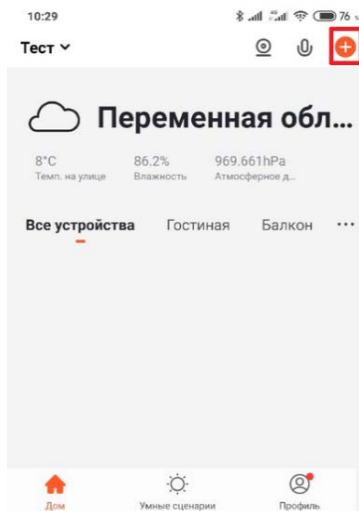 10:29 76
Тест
Переменная обл...
8°C 86.2% 969.661hPa
Темп. на улице Влажность Атмосферное д...
Все устройства Гостиная Балкон ...
Дом Умные сценарии Профиль